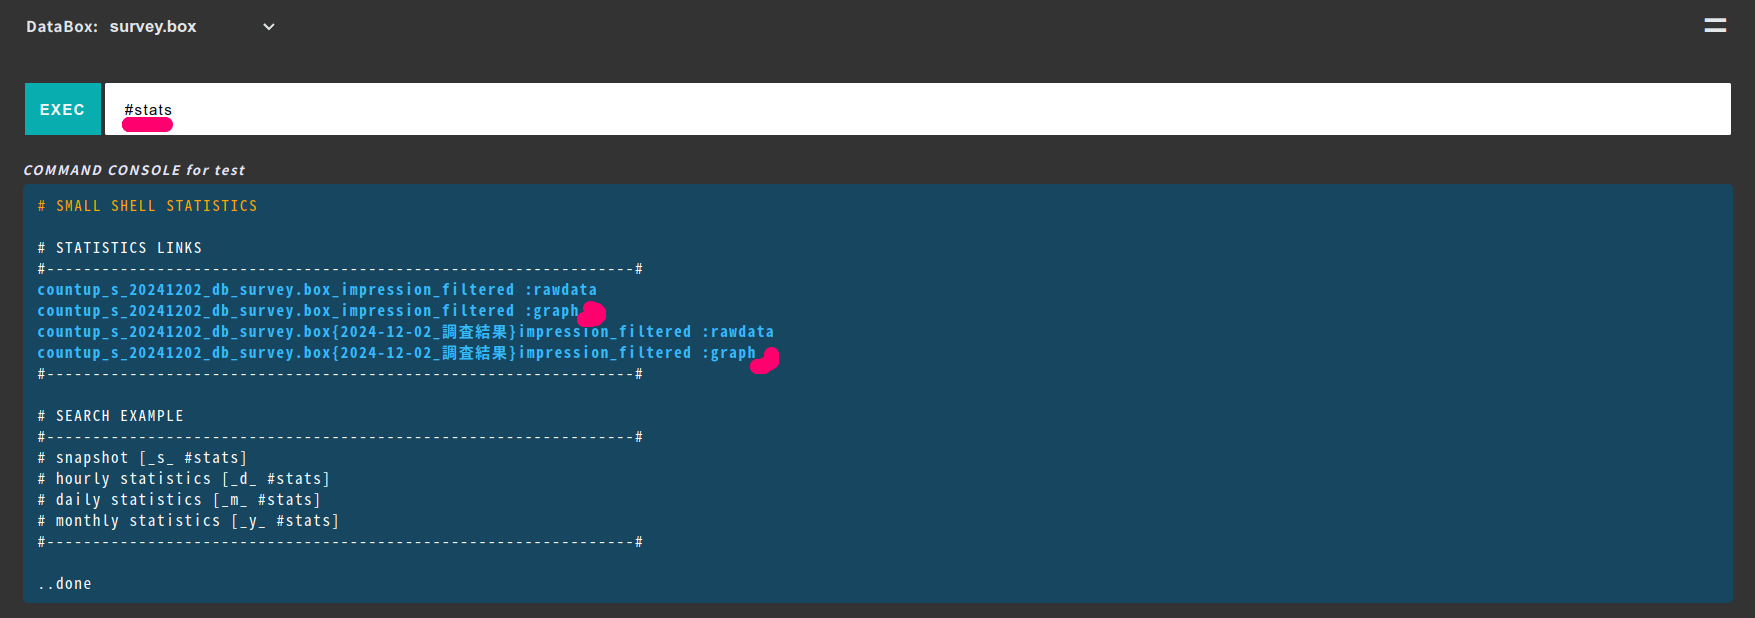 DataBox: survey.box
EXEC #stats
COMMAND CONSOLE for test
# SMALL SHELL STATISTICS
# STATISTICS LINKS
#----------------------------------------------------------------#
countup_s_20241202_db_survey.box_impression_filtered :rawdata
countup_s_20241202_db_survey.box_impression_filtered :graph
countup_s_20241202_db_survey.box{2024-12-02_調査結果}impression_filtered :rawdata
countup_s_20241202_db_survey.box{2024-12-02_調査結果}impression_filtered :graph
#----------------------------------------------------------------#
# SEARCH EXAMPLE
#----------------------------------------------------------------#
# snapshot [_s_ #stats]
# hourly statistics [_d_ #stats]
# daily statistics [_m_ #stats]
# monthly statistics [_y_ #stats]
#----------------------------------------------------------------#
..done